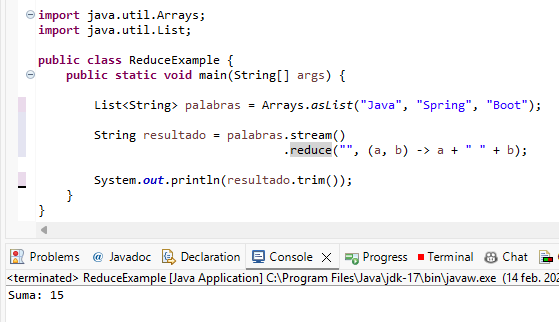 import java.util.Arrays;
import java.util.List;
public class ReduceExample {
public static void main(String[] args) {
List<String> palabras = Arrays.asList("Java", "Spring", "Boot");
String resultado = palabras.stream()
.reduce("", (a, b) -> a + " " + b);
System.out.println(resultado.trim());
}
}
Problems @ Javadoc Declaration Console Progress Terminal Chat
<terminated> ReduceExample [Java Application] C:\Program Files\Java\jdk-17\bin\javaw.exe (14 feb. 202
Suma: 15